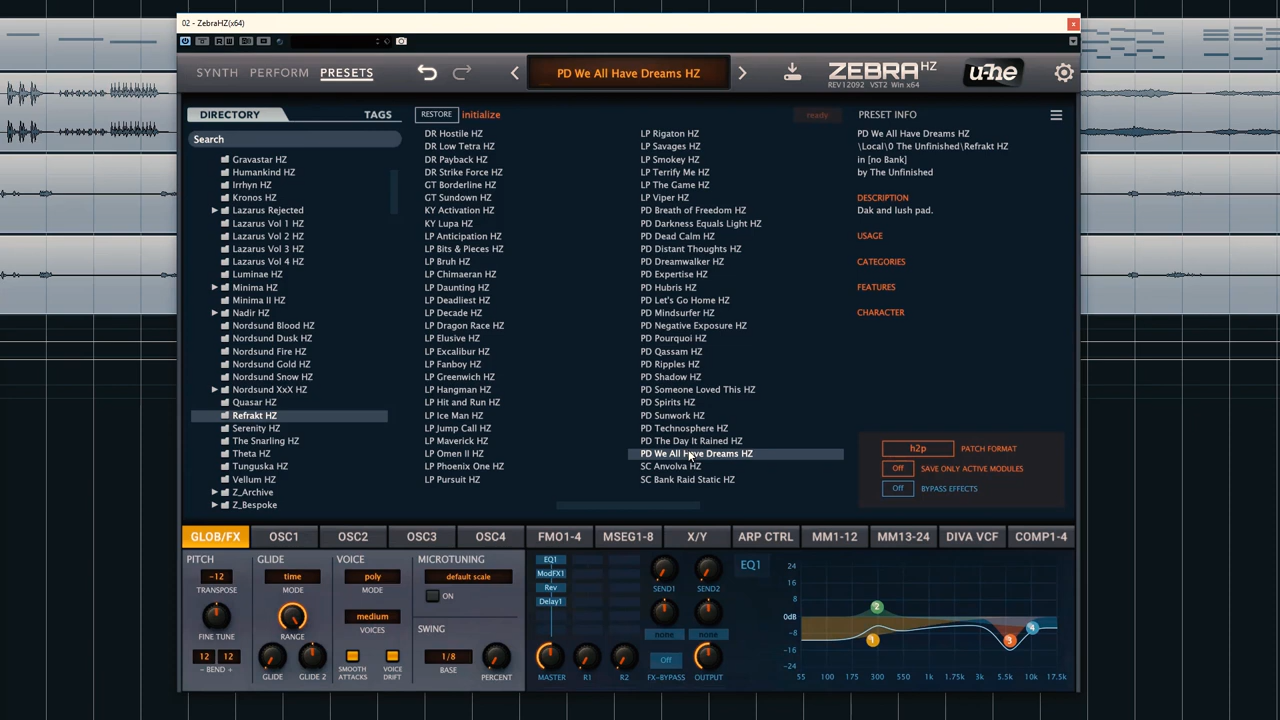 02 - ZebraHZ(x64)
x
SYNTH PERFORM PRESETS
PD We All Have Dreams HZ
ZEBRA HZ
REV12092 VST2 Win x64
u-he
DIRECTORY TAGS
Search
Gravastar HZ
Humankind HZ
Irrhyn HZ
Kronos HZ
Lazarus Rejected
Lazarus Vol 1 HZ
Lazarus Vol 2 HZ
Lazarus Vol 3 HZ
Lazarus Vol 4 HZ
Luminae HZ
Minima HZ
Minima II HZ
Nadir HZ
Nordsund Blood HZ
Nordsund Dusk HZ
Nordsund Fire HZ
Nordsund Gold HZ
Nordsund Snow HZ
Nordsund XxX HZ
Quasar HZ
Refrakt HZ
Serenity HZ
The Snarling HZ
Theta HZ
Tunguska HZ
Vellum HZ
Z_Archive
Z_Bespoke
RESTORE initialize
ready
DR Hostile HZ
DR Low Tetra HZ
DR Payback HZ
DR Strike Force HZ
GT Borderline HZ
GT Sundown HZ
KY Activation HZ
KY Lupa HZ
LP Anticipation HZ
LP Bits & Pieces HZ
LP Bruh HZ
LP Chimaeran HZ
LP Daunting HZ
LP Deadliest HZ
LP Decade HZ
LP Dragon Race HZ
LP Elusive HZ
LP Excalibur HZ
LP Fanboy HZ
LP Greenwich HZ
LP Hangman HZ
LP Hit and Run HZ
LP Ice Man HZ
LP Jump Call HZ
LP Maverick HZ
LP Omen II HZ
LP Phoenix One HZ
LP Pursuit HZ
LP Rigaton HZ
LP Savages HZ
LP Smokey HZ
LP Terrify Me HZ
LP The Game HZ
LP Viper HZ
PD Breath of Freedom HZ
PD Darkness Equals Light HZ
PD Dead Calm HZ
PD Distant Thoughts HZ
PD Dreamwalker HZ
PD Expertise HZ
PD Hubris HZ
PD Let's Go Home HZ
PD Mindsurfer HZ
PD Negative Exposure HZ
PD Pourquoi HZ
PD Qassam HZ
PD Ripples HZ
PD Shadow HZ
PD Someone Loved This HZ
PD Spirits HZ
PD Sunwork HZ
PD Technosphere HZ
PD The Day It Rained HZ
PD We All Have Dreams HZ
SC Anvolva HZ
SC Bank Raid Static HZ
PRESET INFO
PD We All Have Dreams HZ
\Local\0 The Unfinished\Refrakt HZ
in [no Bank]
by The Unfinished
DESCRIPTION
Dak and lush pad.
USAGE
CATEGORIES
FEATURES
CHARACTER
h2p PATCH FORMAT
Off SAVE ONLY ACTIVE MODULES
Off BYPASS EFFECTS
GLOB/FX OSC1 OSC2 OSC3 OSC4 FMO1-4 MSEG1-8 X/Y ARP CTRL MM1-12 MM13-24 DIVA VCF COMP1-4
PITCH
-12
TRANSPOSE
FINE TUNE
12 12
- BEND +
GLIDE
time
MODE
RANGE
GLIDE GLIDE 2
VOICE
poly
MODE
medium
VOICES
SMOOTH ATTACKS
VOICE DRIFT
MICROTUNING
default scale
ON
SWING
1/8
BASE PERCENT
EQ1
ModFX1
Rev
Delay1
MASTER R1 R2
SEND1 SEND2
none none
Off
FX-BYPASS OUTPUT
EQ1
24
16
8
0dB
-8
-16
-24
1
2
3
4
55 100 175 300 550 1k 1.75k 3k 5.5k 10k 17.5k